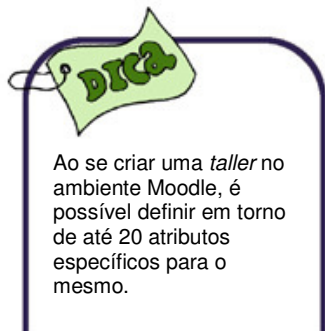 DICA
Ao se criar uma taller no
ambiente Moodle, é
possível definir em torno
de até 20 atributos
específicos para o
mesmo.